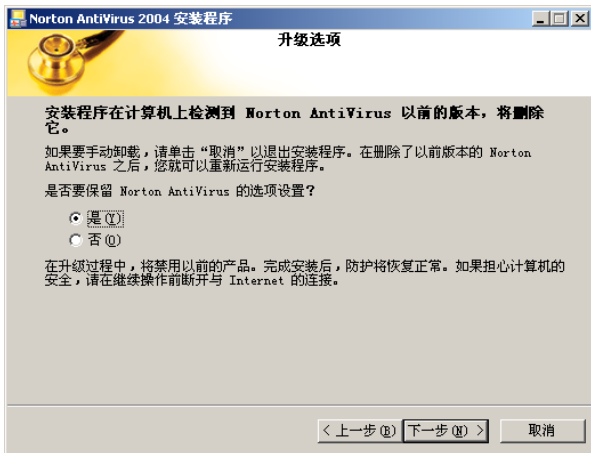 Norton AntiVirus 2004 安装程序
升级选项
安装程序在计算机上检测到 Norton AntiVirus 以前的版本，将删除
它。
如果要手动卸载，请单击“取消”以退出安装程序。在删除了以前版本的 Norton
AntiVirus 之后，您就可以重新运行安装程序。
是否要保留 Norton AntiVirus 的选项设置？
是(Y)
否(O)
在升级过程中，将禁用以前的产品。完成安装后，防护将恢复正常。如果担心计算机的
安全，请在继续操作前断开与 Internet 的连接。
< 上一步(B) 下一步(N) > 取消